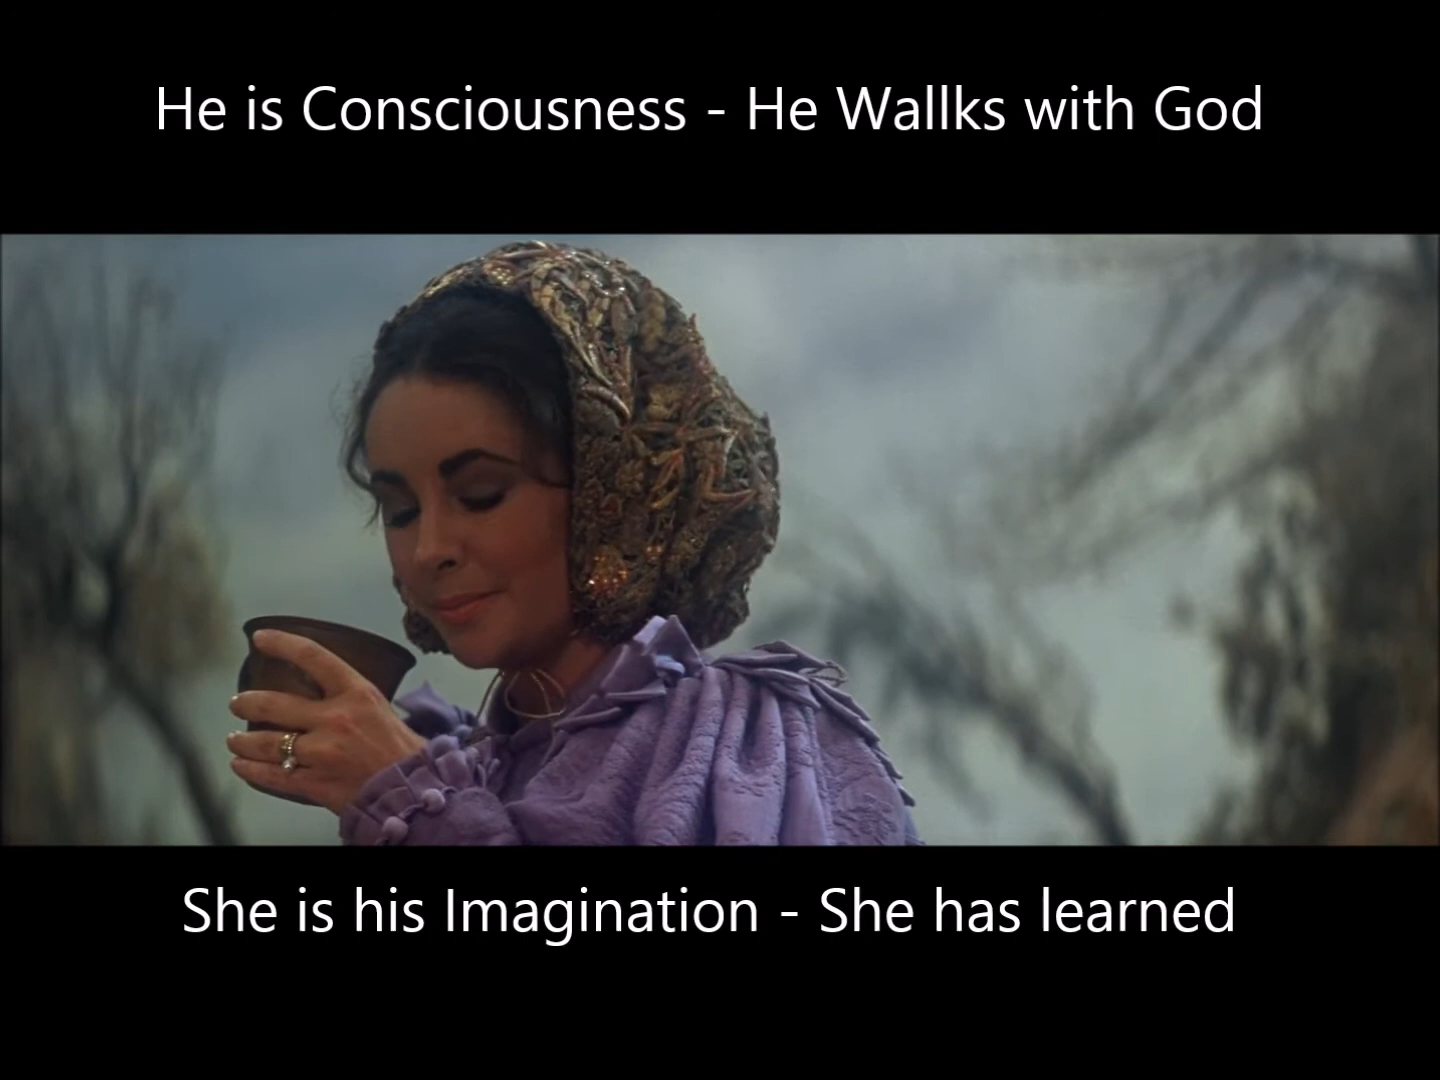 He is Consciousness - He Wallks with God
She is his Imagination - She has learned